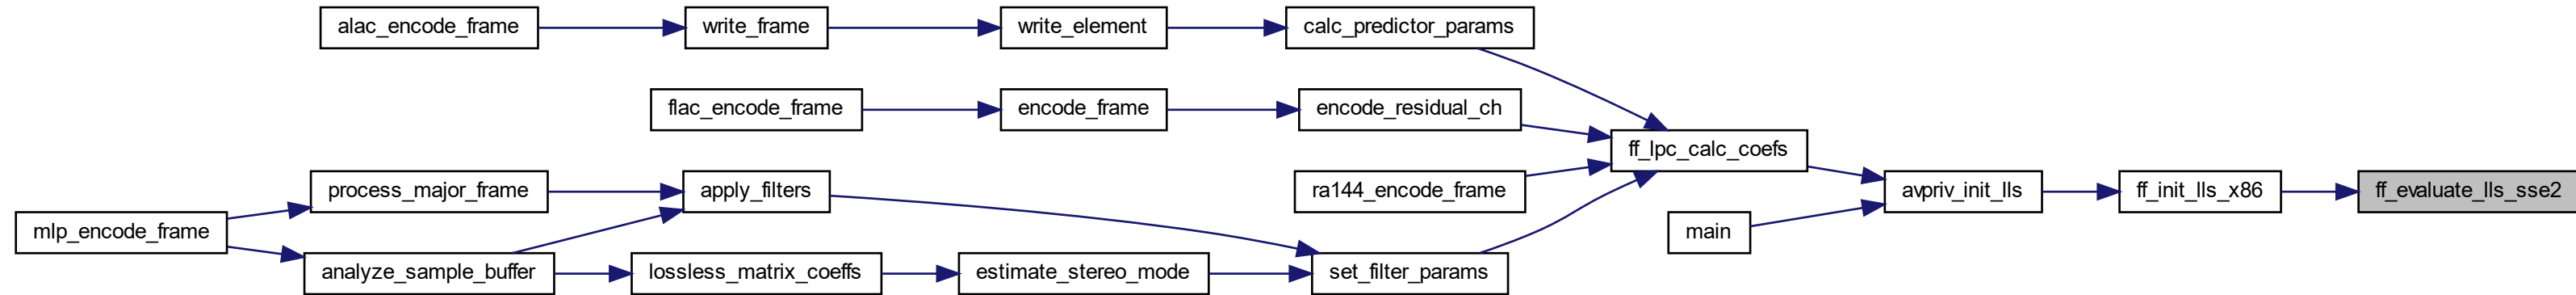 alac_encode_frame
write_frame
write_element
calc_predictor_params
flac_encode_frame
encode_frame
encode_residual_ch
ff_lpc_calc_coefs
process_major_frame
apply_filters
ra144_encode_frame
avpriv_init_lls
ff_init_lls_x86
ff_evaluate_lls_sse2
mlp_encode_frame
main
analyze_sample_buffer
lossless_matrix_coeffs
estimate_stereo_mode
set_filter_params